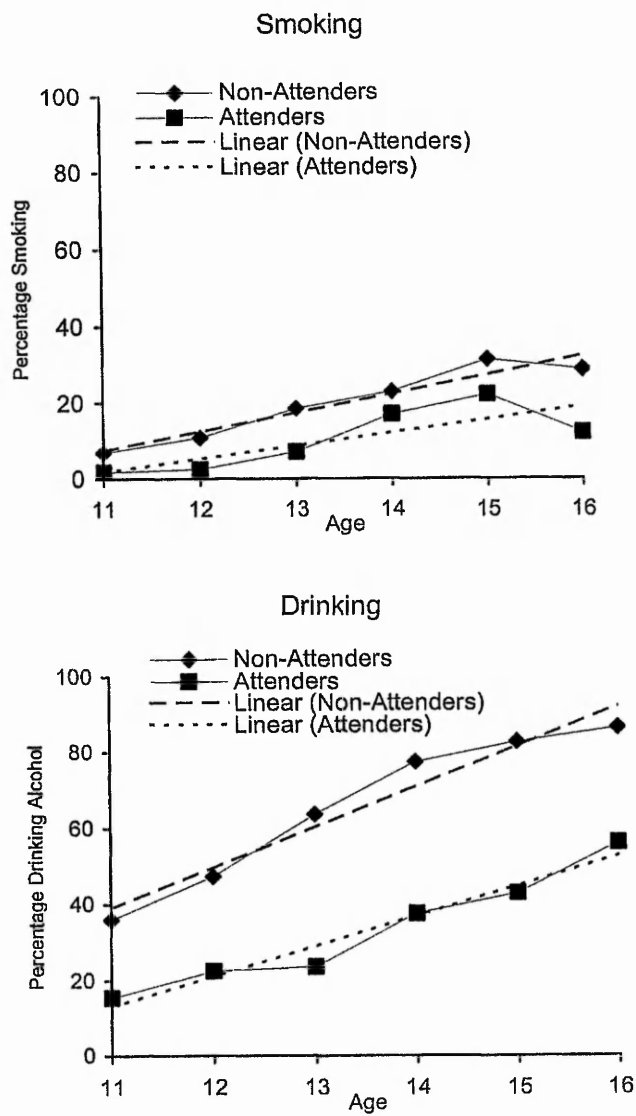 Smoking
100
Non-Attenders
Attenders
Linear (Non-Attenders)
80
Linear (Attenders)
60
40
20
0
Percentage Smoking
11 12 13 14 15 16
Age
Drinking
Non-Attenders
100
Attenders
Linear (Non-Attenders)
Linear (Attenders)
80
60
40
20
0
Percentage Drinking Alcohol
11 12 13 14 15 16
Age